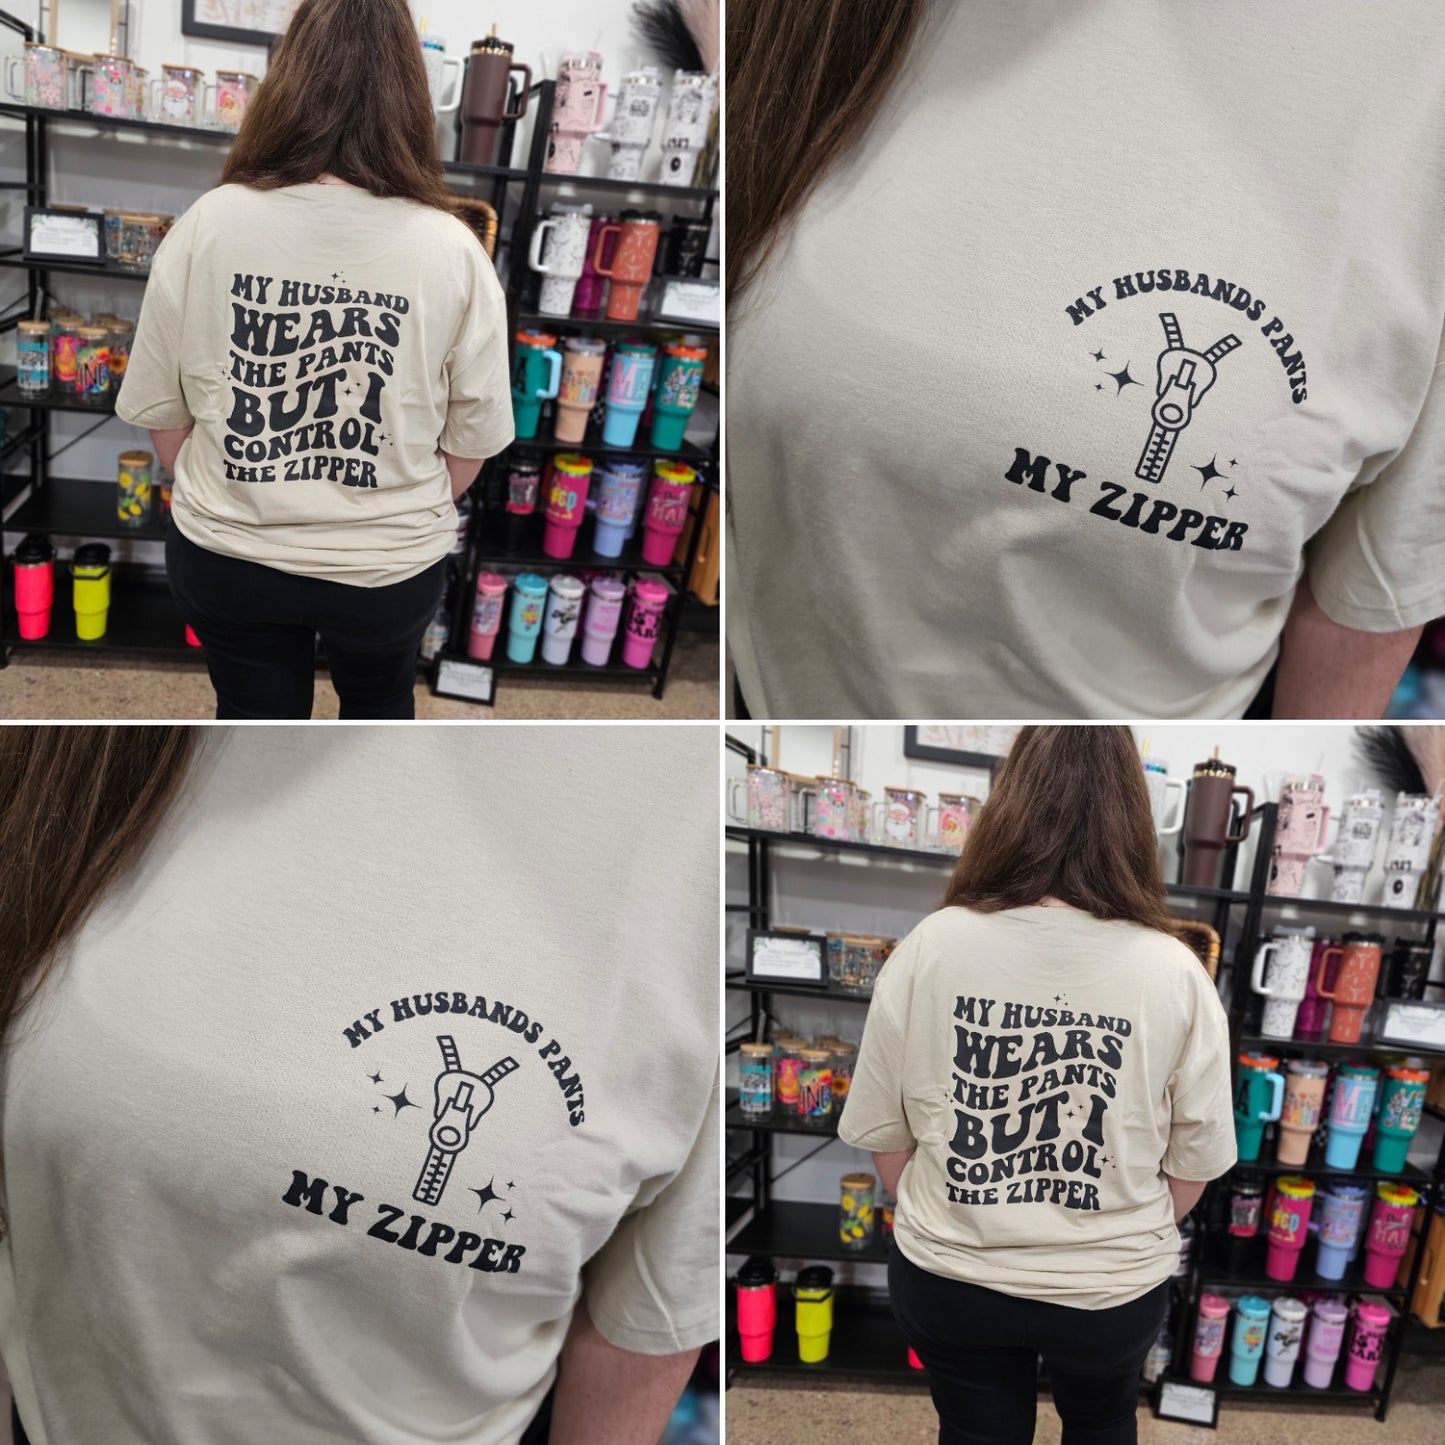 MY HUSBAND
WEARS
THE PANTS
BUT I
CONTROL
THE ZIPPER
MY HUSBANDS PANTS
MY ZIPPER
MY HUSBANDS PANTS
MY ZIPPER
MY HUSBAND
WEARS
THE PANTS
BUT I
CONTROL
THE ZIPPER